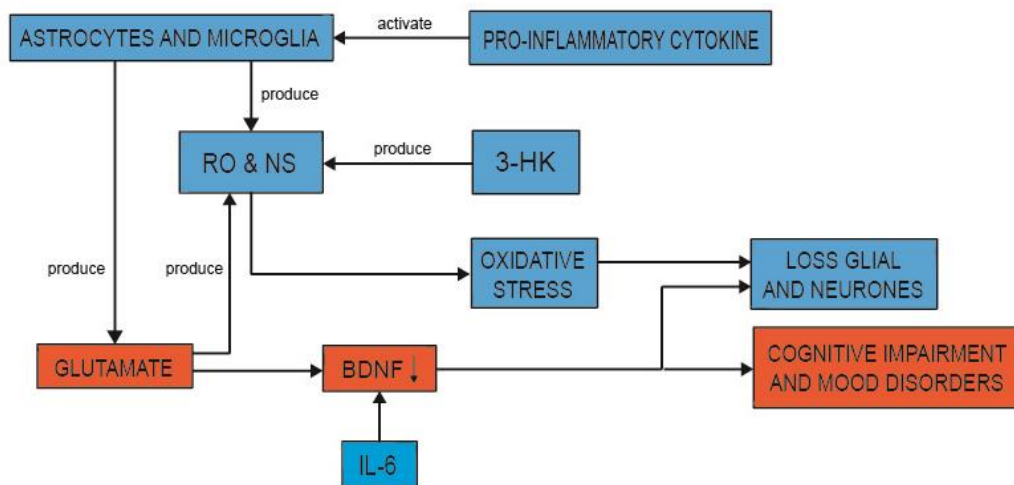 ASTROCYTES AND MICROGLIA
activate
PRO-INFLAMMATORY CYTOKINE
produce
RO & NS
produce
3-HK
produce
produce
OXIDATIVE
STRESS
LOSS GLIAL
AND NEURONES
GLUTAMATE
BDNF ↓
COGNITIVE IMPAIRMENT
AND MOOD DISORDERS
IL-6